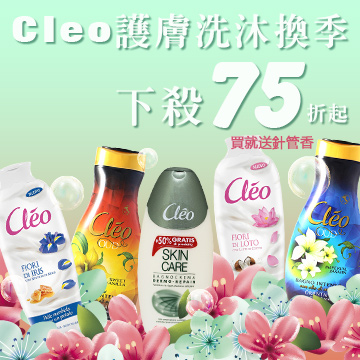 Cleo護膚洗沐換季
下殺75折起
買就送針管香
Cléo
FIORI
DI IRIS
Cléo
Cléo
+50% GRATIS
SKIN
CARE
BAGNOCREMA
DERMO-REPAIR
NUOVO
Cléo
FIORI
DI LOTO
Cléo